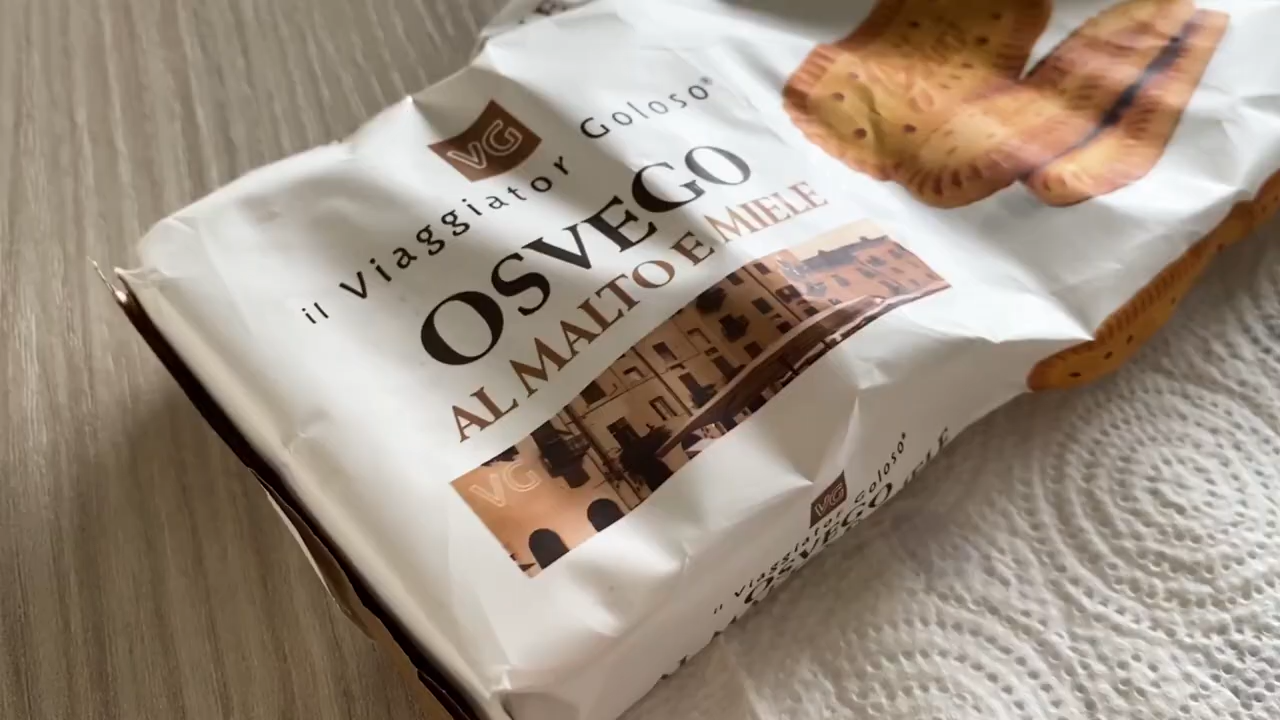 VG
il Viaggiator Goloso®
OSVEGO
AL MALTO E MIELE
VG
VG
il Viaggiator Goloso®
OSVEGO